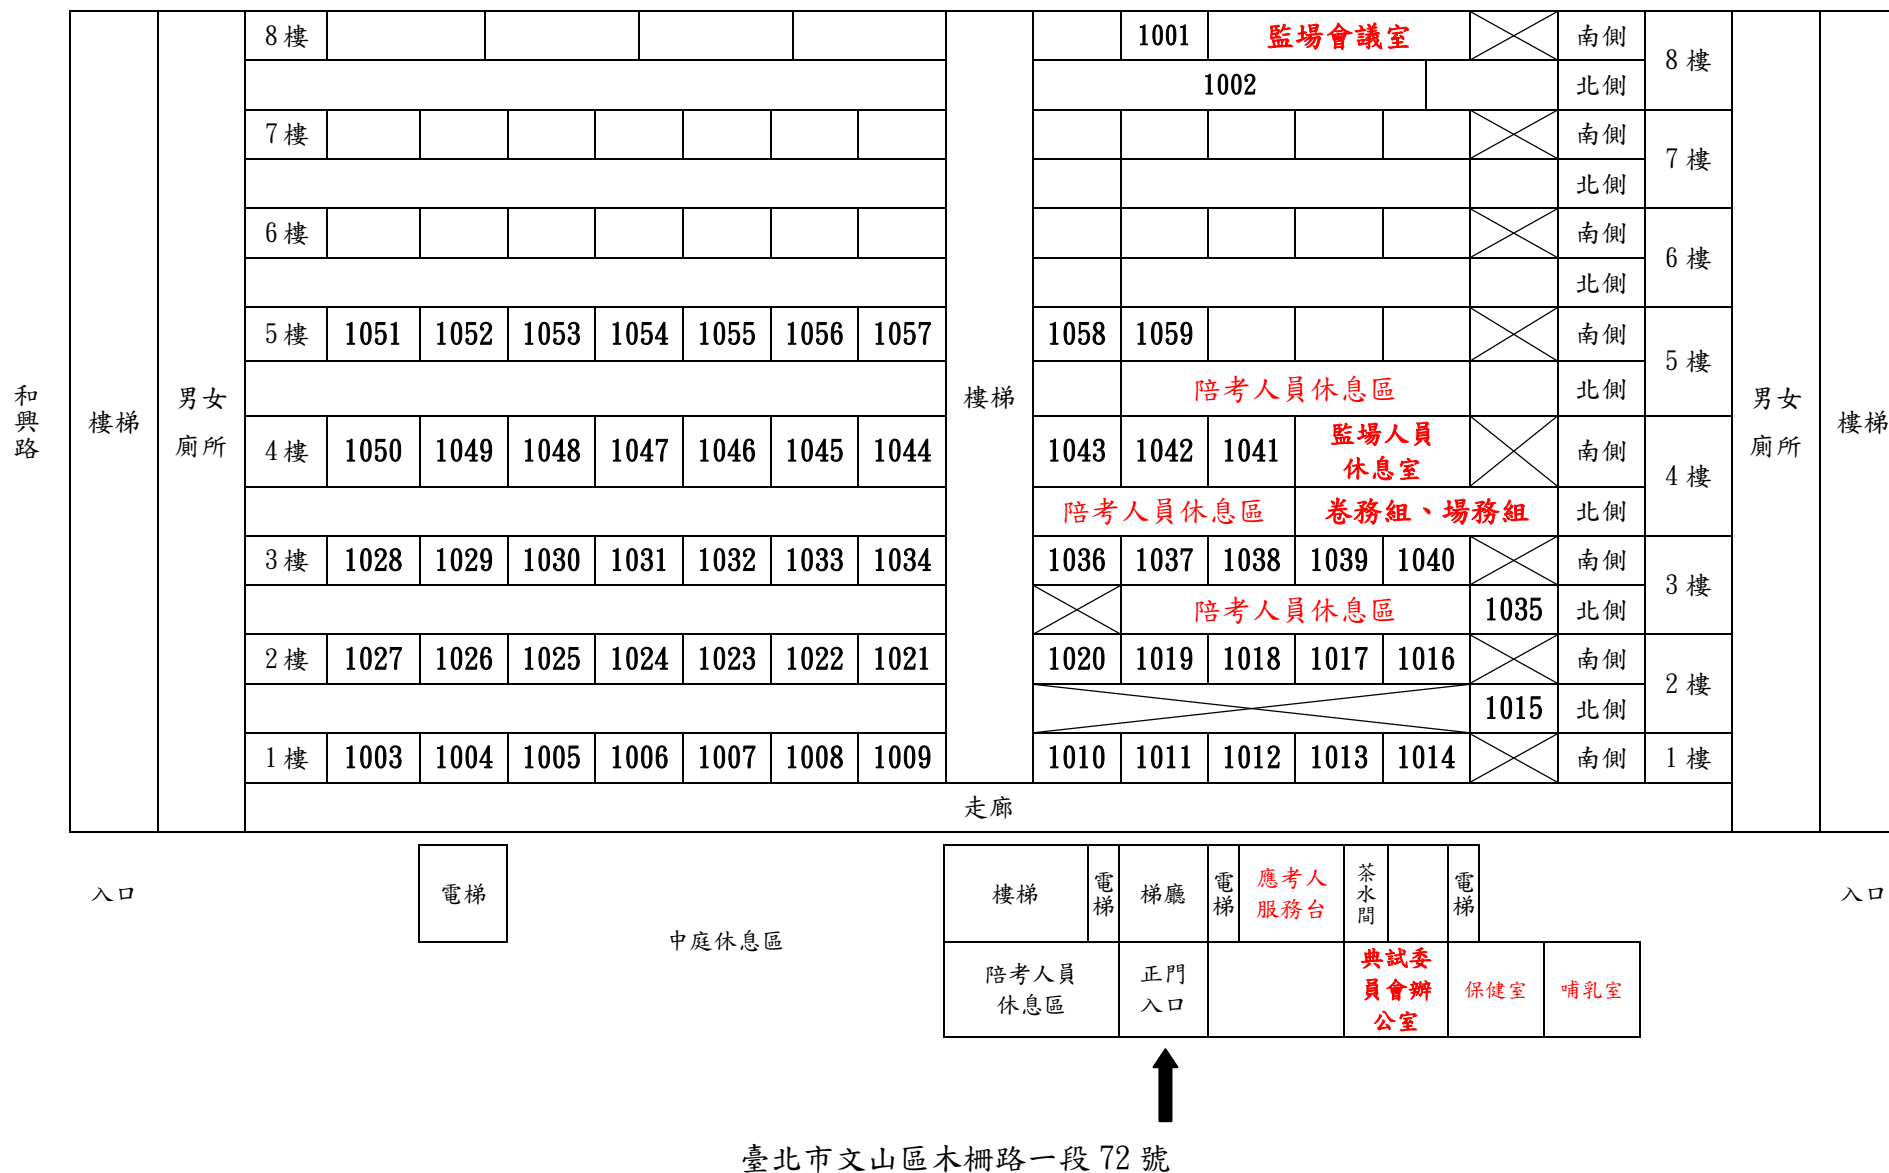 8樓 1001 監場會議室 南側 8樓
1002 北側
7樓 南側 7樓
北側
6樓 南側 6樓
北側
5樓 1051 1052 1053 1054 1055 1056 1057 1058 1059 南側 5樓
陪考人員休息區 北側
和興路 樓梯 男女廁所 樓梯 男女廁所 樓梯
4樓 1050 1049 1048 1047 1046 1045 1044 1043 1042 1041 監場人員休息室 南側 4樓
陪考人員休息區 卷務組、場務組 北側
3樓 1028 1029 1030 1031 1032 1033 1034 1036 1037 1038 1039 1040 南側 3樓
陪考人員休息區 1035 北側
2樓 1027 1026 1025 1024 1023 1022 1021 1020 1019 1018 1017 1016 南側 2樓
1015 北側
1樓 1003 1004 1005 1006 1007 1008 1009 1010 1011 1012 1013 1014 南側 1樓
走廊
入口 電梯 樓梯 電梯 梯廳 電梯 應考人服務台 茶水間 電梯 入口
中庭休息區
陪考人員休息區 正門入口 典試委員會辦公室 保健室 哺乳室
臺北市文山區木柵路一段 72 號